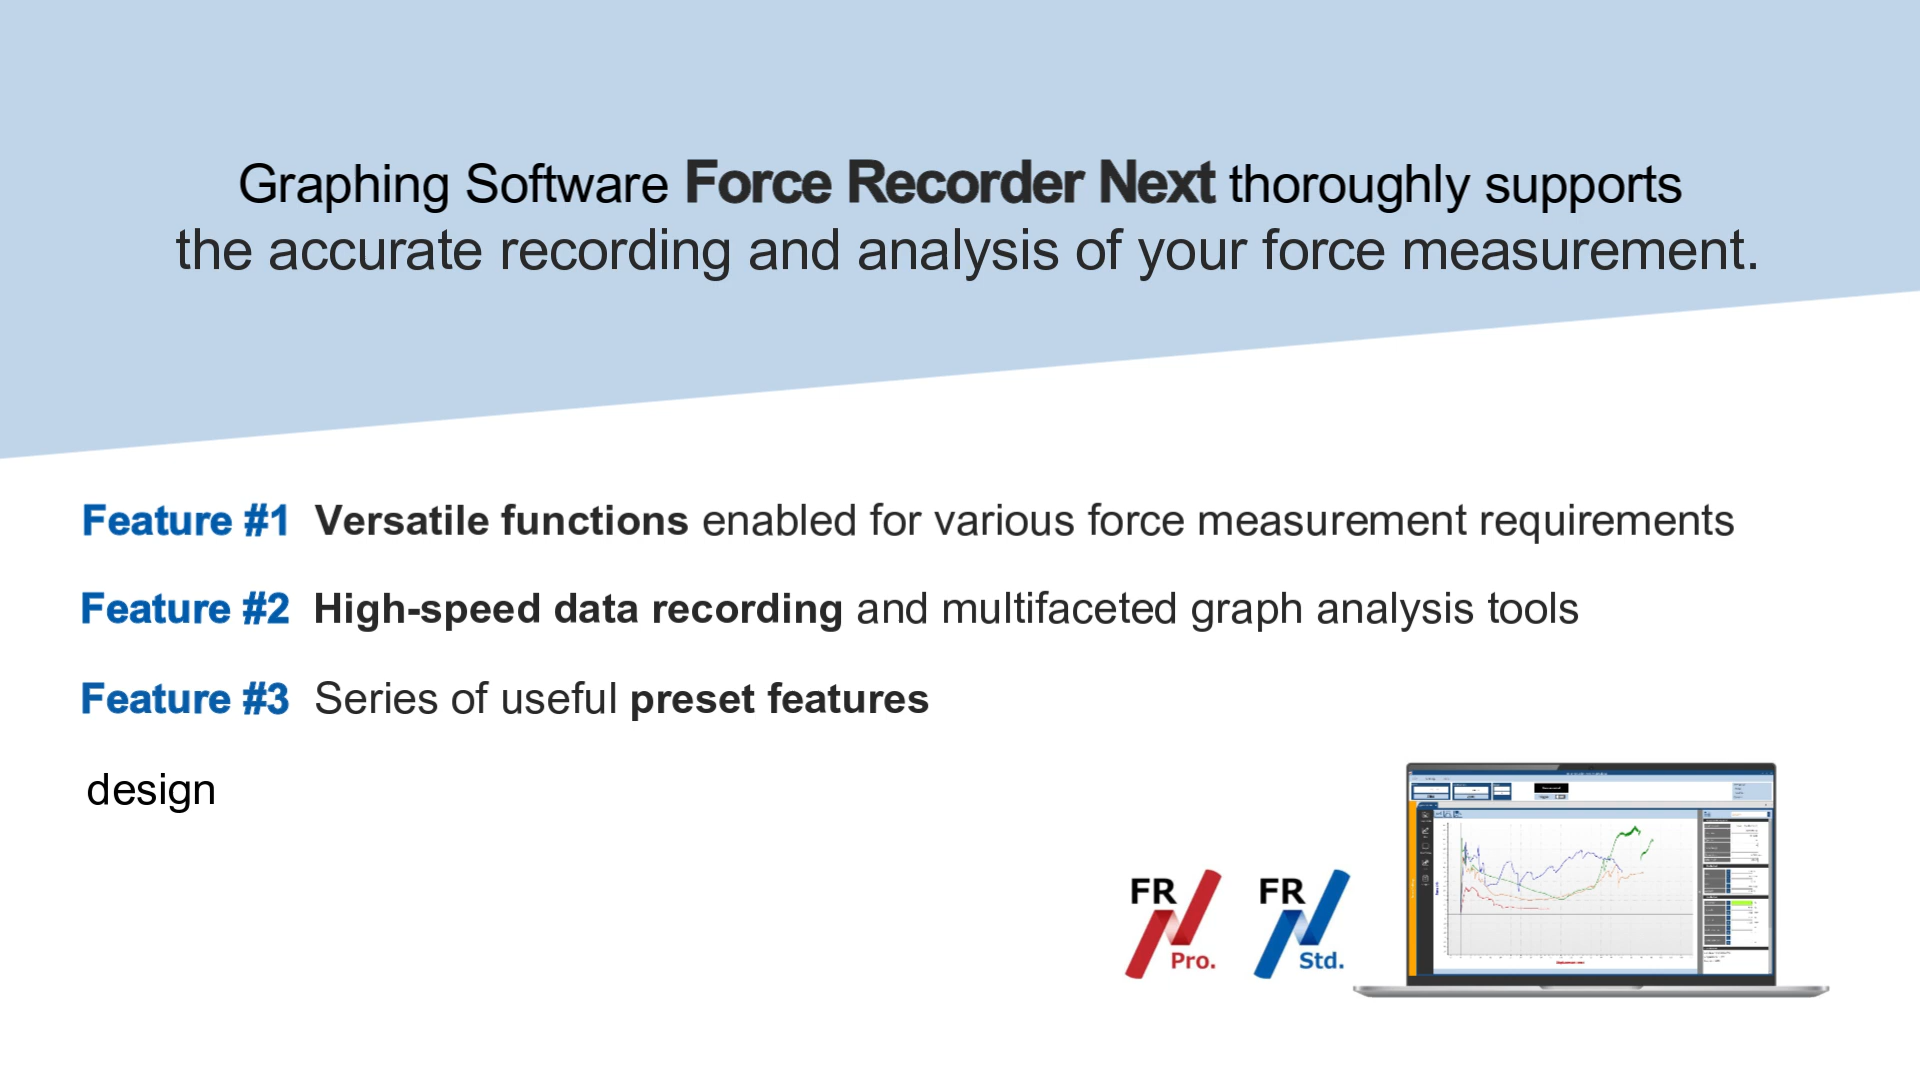 Graphing Software Force Recorder Next thoroughly supports
the accurate recording and analysis of your force measurement.
Feature #1 Versatile functions enabled for various force measurement requirements
Feature #2 High-speed data recording and multifaceted graph analysis tools
Feature #3 Series of useful preset features
design
FR Pro.
FR Std.